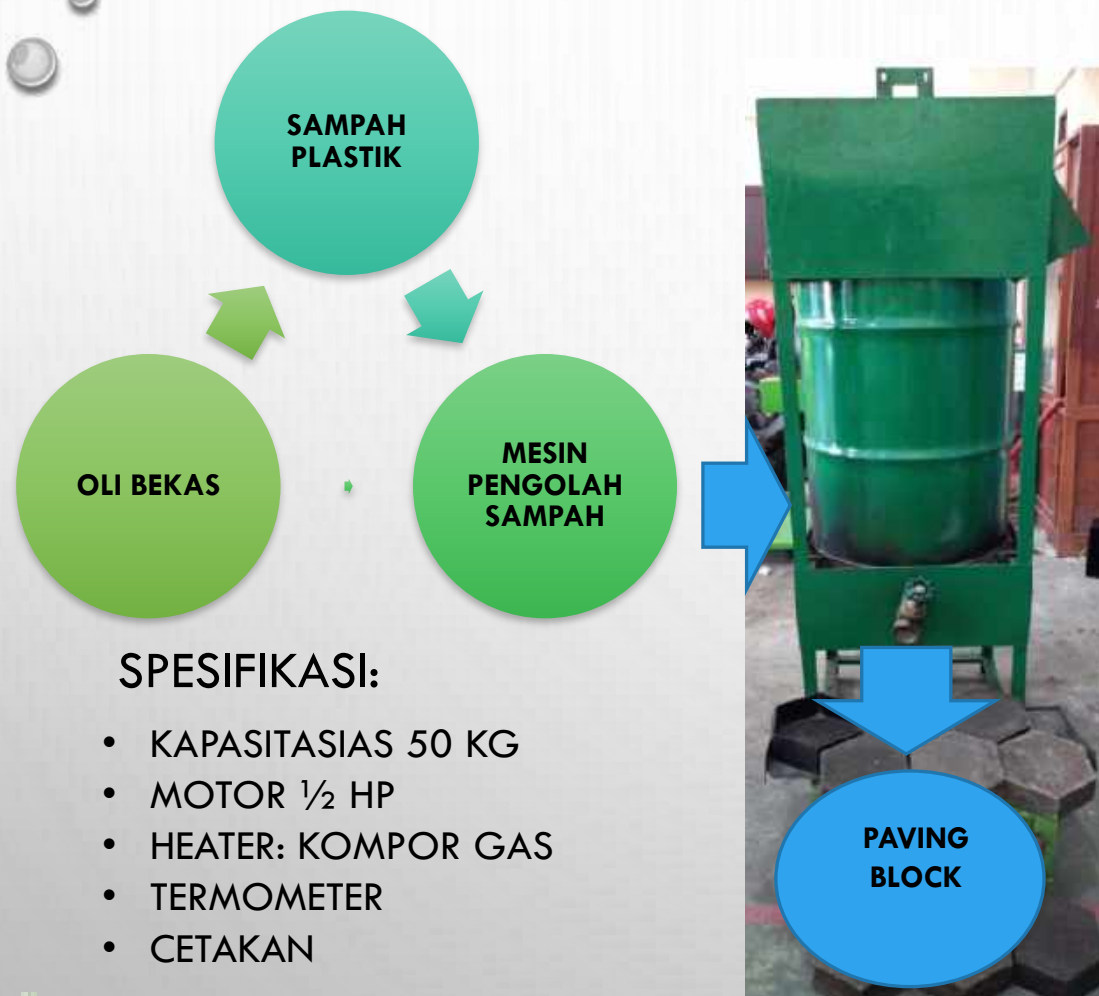 SAMPAH
PLASTIK
OLI BEKAS
MESIN
PENGOLAH
SAMPAH
SPESIFIKASI:
• KAPASITASIAS 50 KG
• MOTOR ½ HP
• HEATER: KOMPOR GAS
• TERMOMETER
• CETAKAN
PAVING
BLOCK